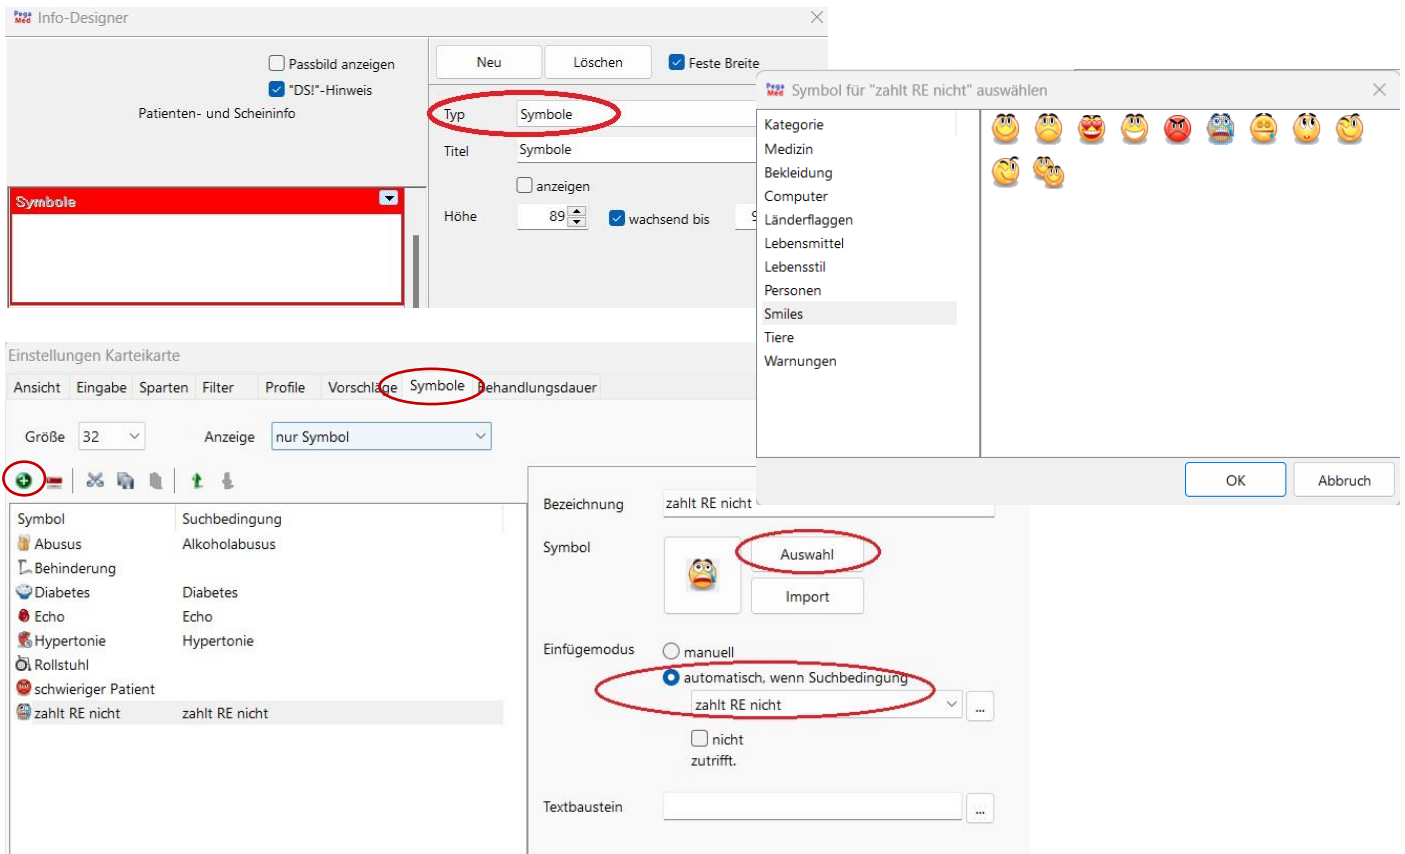 Pega Med Info-Designer
Passbild anzeigen
"DS!"-Hinweis
Patienten- und Scheininfo
Symbole
Neu Löschen Feste Breite
Typ Symbole
Titel Symbole
anzeigen
Höhe 89 wachsend bis
Pega Med Symbol für "zahlt RE nicht" auswählen
Kategorie
Medizin
Bekleidung
Computer
Länderflaggen
Lebensmittel
Lebensstil
Personen
Smiles
Tiere
Warnungen
OK Abbruch
Einstellungen Karteikarte
Ansicht Eingabe Sparten Filter Profile Vorschläge Symbole Behandlungsdauer
Größe 32 Anzeige nur Symbol
Symbol Suchbedingung
Abusus Alkoholabusus
Behinderung
Diabetes Diabetes
Echo Echo
Hypertonie Hypertonie
Rollstuhl
schwieriger Patient
zahlt RE nicht zahlt RE nicht
Bezeichnung zahlt RE nicht
Symbol Auswahl
Import
Einfügemodus manuell
automatisch, wenn Suchbedingung
zahlt RE nicht ...
nicht
zutrifft.
Textbaustein ...